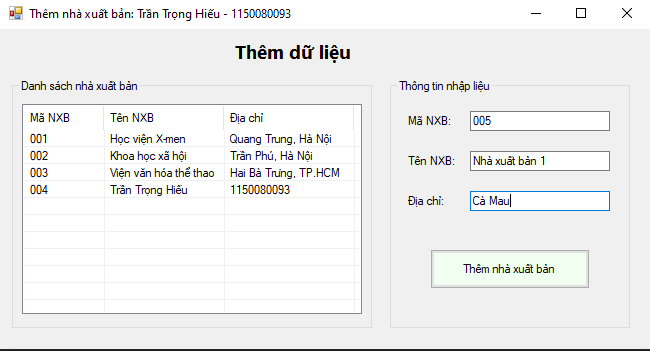 Thêm nhà xuất bản: Trần Trọng Hiếu - 1150080093
Thêm dữ liệu
Danh sách nhà xuất bản
Mã NXB Tên NXB Địa chỉ
001 Học viện X-men Quang Trung, Hà Nội
002 Khoa học xã hội Trần Phú, Hà Nội
003 Viện văn hóa thể thao Hai Bà Trưng, TP.HCM
004 Trần Trọng Hiếu 1150080093
Thông tin nhập liệu
Mã NXB: 005
Tên NXB: Nhà xuất bản 1
Địa chỉ: Cà Mau
Thêm nhà xuất bản